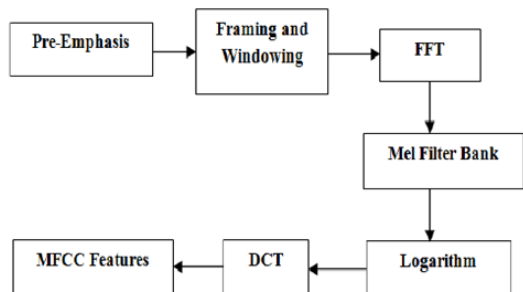 Pre-Emphasis
Framing and
Windowing
FFT
Mel Filter Bank
Logarithm
DCT
MFCC Features